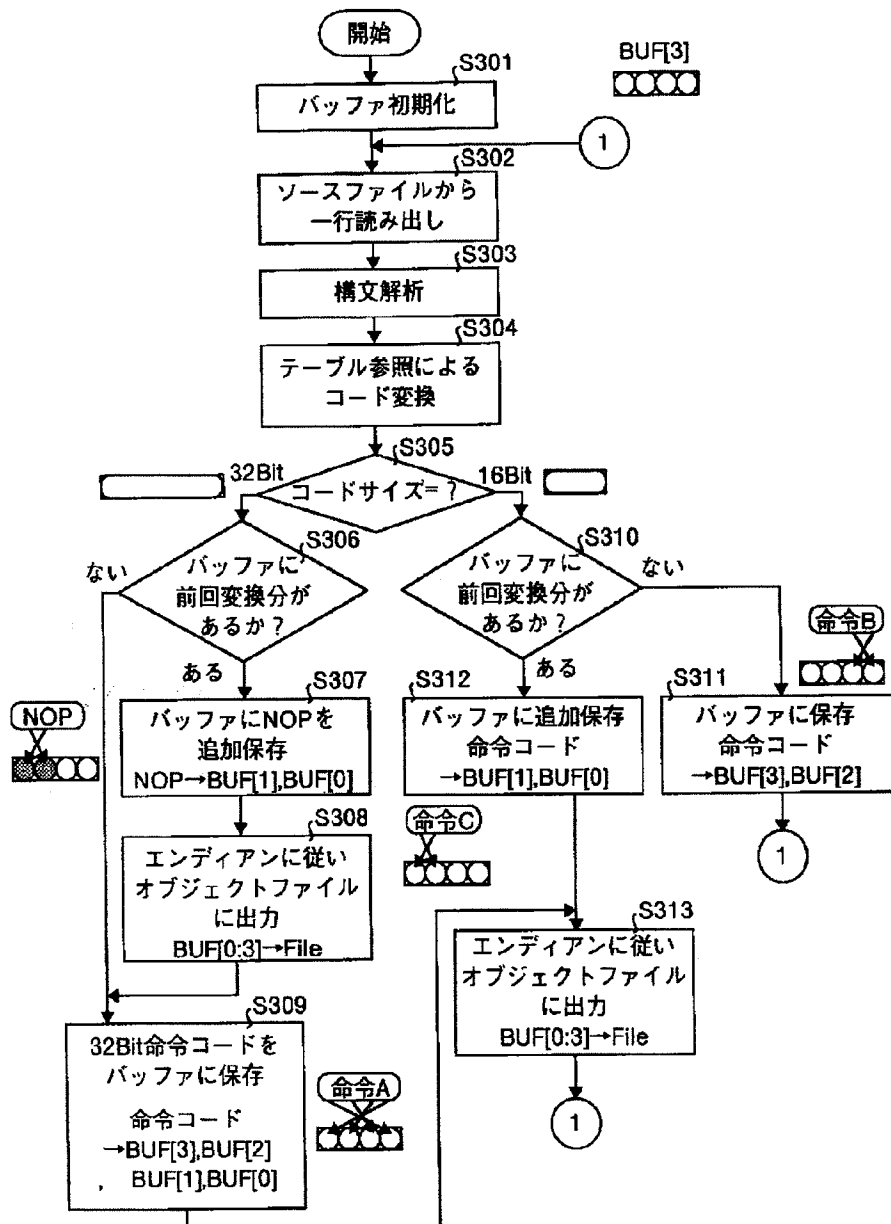 開始
BUF[3]
S301
バッファ初期化
1
S302
ソースファイルから
一行読み出し
S303
構文解析
S304
テーブル参照による
コード変換
S305
32Bit
コードサイズ=?
16Bit
S306
ない
バッファに
前回変換分が
あるか?
ある
S310
バッファに
前回変換分が
あるか?
ない
ある
命令B
S307
バッファにNOPを
追加保存
NOP→BUF[1],BUF[0]
NOP
S312
バッファに追加保存
命令コード
→BUF[1],BUF[0]
S311
バッファに保存
命令コード
→BUF[3],BUF[2]
1
S308
エンディアンに従い
オブジェクトファイル
に出力
BUF[0:3]→File
命令C
S313
エンディアンに従い
オブジェクトファイル
に出力
BUF[0:3]→File
1
S309
32Bit命令コードを
バッファに保存
命令コード
→BUF[3],BUF[2]
, BUF[1],BUF[0]
命令A